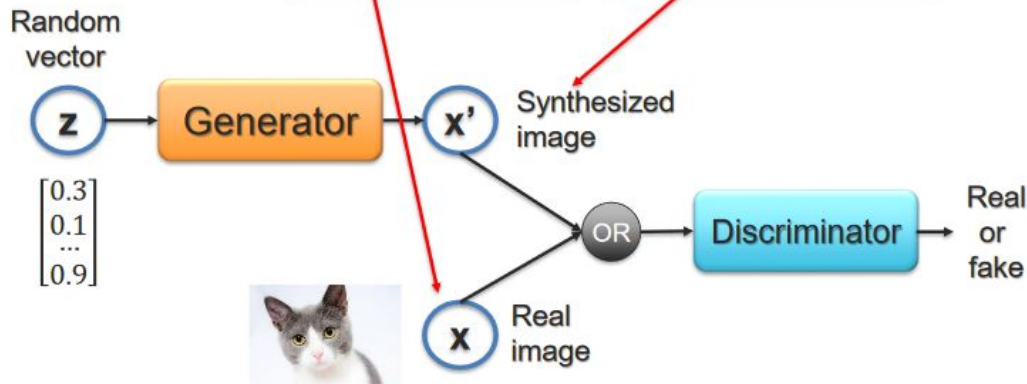 Random
vector
z
Generator
x'
Synthesized
image
[0.3
0.1
...
0.9]
OR
Discriminator
Real
or
fake
x
Real
image